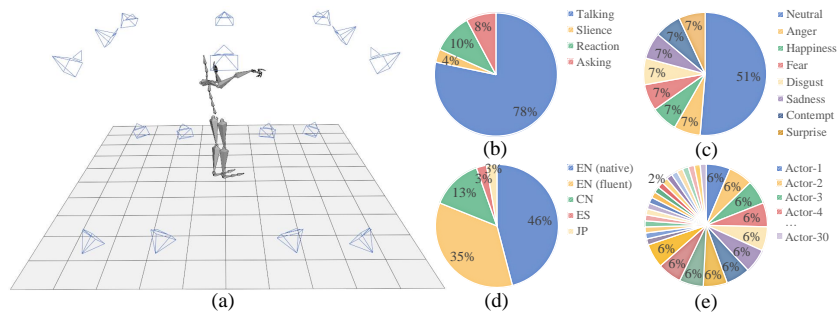 8%
10%
4%
78%
Talking
Slience
Reaction
Asking
(b)
7%
7%
7%
7%
7%
7%
7%
51%
Neutral
Anger
Happiness
Fear
Disgust
Sadness
Contempt
Surprise
(c)
(a)
3%
3%
13%
46%
35%
EN (native)
EN (fluent)
CN
ES
JP
(d)
2%
6%
6%
6%
6%
6%
6%
6%
6%
6%
6%
6%
Actor-1
Actor-2
Actor-3
Actor-4
...
Actor-30
(e)